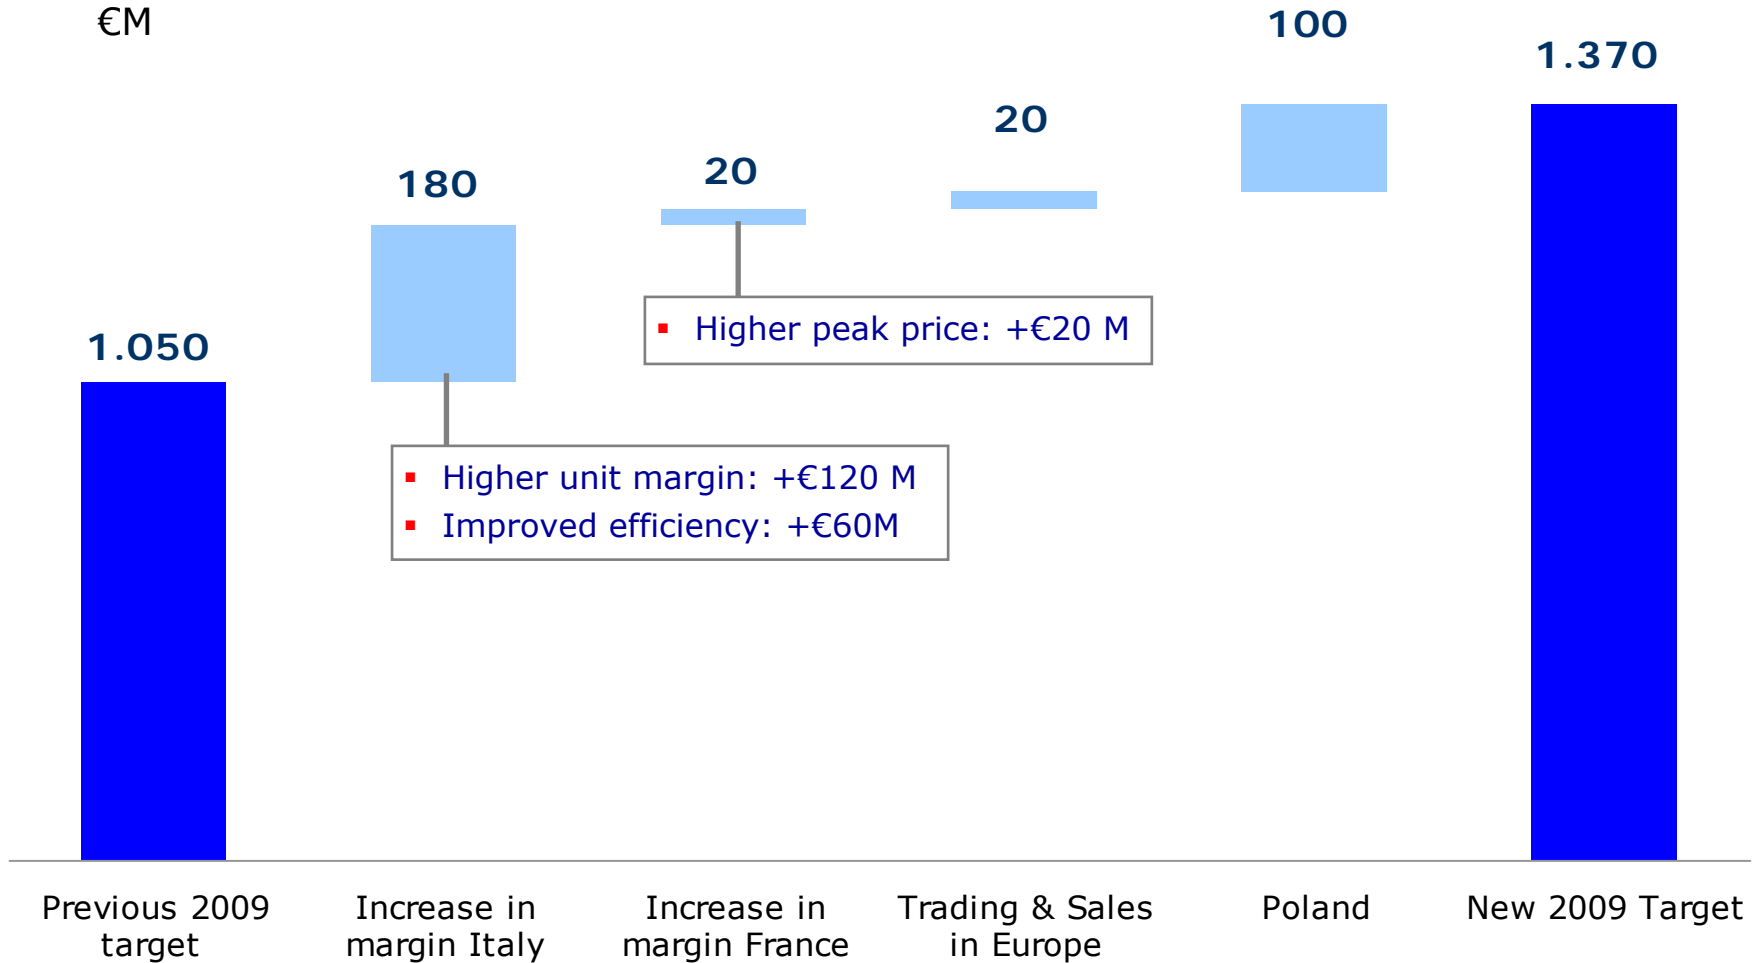 €M
1.050
180
20
20
100
1.370
▪ Higher peak price: +€20 M
▪ Higher unit margin: +€120 M
▪ Improved efficiency: +€60M
Previous 2009
target
Increase in
margin Italy
Increase in
margin France
Trading & Sales
in Europe
Poland
New 2009 Target